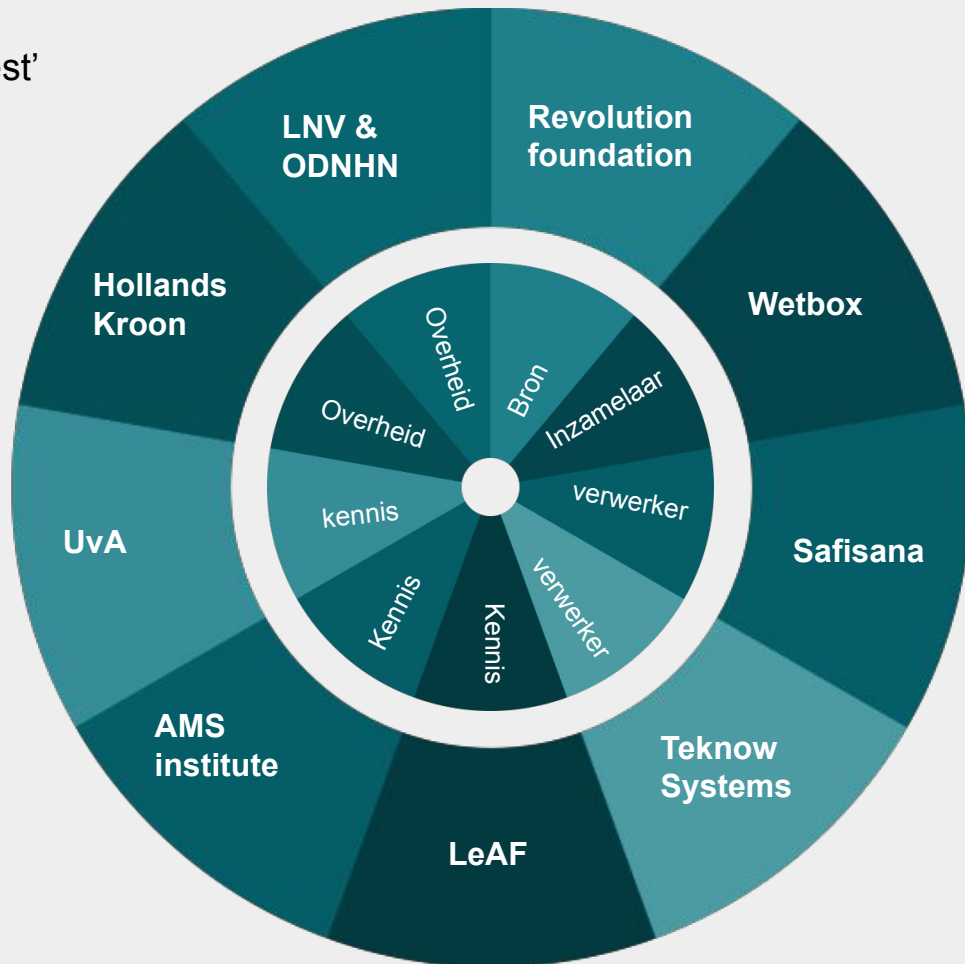 est’
LNV &
ODNHN
Revolution
foundation
Hollands
Kroon
Wetbox
UvA
Safisana
AMS
institute
Teknow
Systems
LeAF
Overheid
Bron
Overheid
Inzamelaar
kennis
verwerker
Kennis
Kennis
verwerker